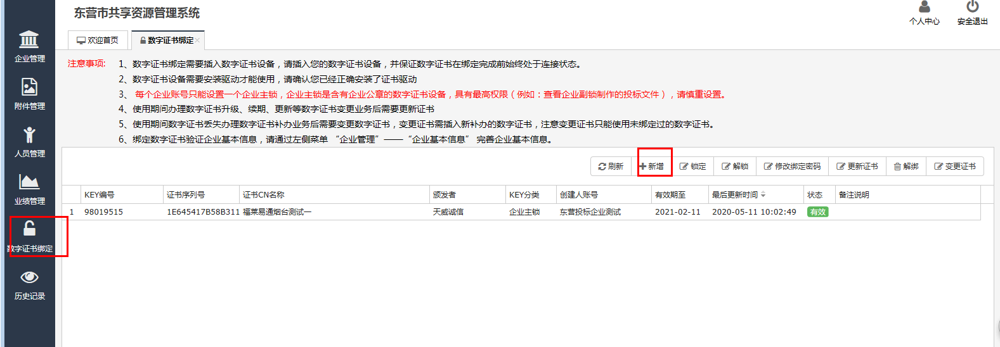 东营市共享资源管理系统
个人中心
安全退出
欢迎首页
数字证书绑定
企业管理
附件管理
人员管理
业绩管理
数字证书绑定
历史记录
注意事项:
1、数字证书绑定需要插入数字证书设备，请插入您的数字证书设备，并保证数字证书在绑定完成前始终处于连接状态。
2、数字证书设备需要安装驱动才能使用，请确认您已经正确安装了证书驱动
3、 每个企业账号只能设置一个企业主锁，企业主锁是含有企业公章的数字证书设备，具有最高权限（例如：查看企业副锁制作的投标文件），请慎重设置。
4、使用期间办理数字证书升级、续期、更新等数字证书变更业务后需要更新证书
5、使用期间数字证书丢失办理数字证书补办业务后需要变更数字证书，变更证书需插入新补办的数字证书，注意变更证书只能使用未绑定过的数字证书。
6、绑定数字证书验证企业基本信息，请通过左侧菜单 “企业管理”——“企业基本信息” 完善企业基本信息。
刷新 新增 锁定 解锁 修改绑定密码 更新证书 解绑 变更证书
KEY编号 证书序列号 证书CN名称 颁发者 KEY分类 创建人账号 有效期至 最后更新时间 状态 备注说明
1 98019515 1E645417B58B311 福莱易通烟台测试一 天威诚信 企业主锁 东营投标企业测试 2021-02-11 2020-05-11 10:02:49 有效